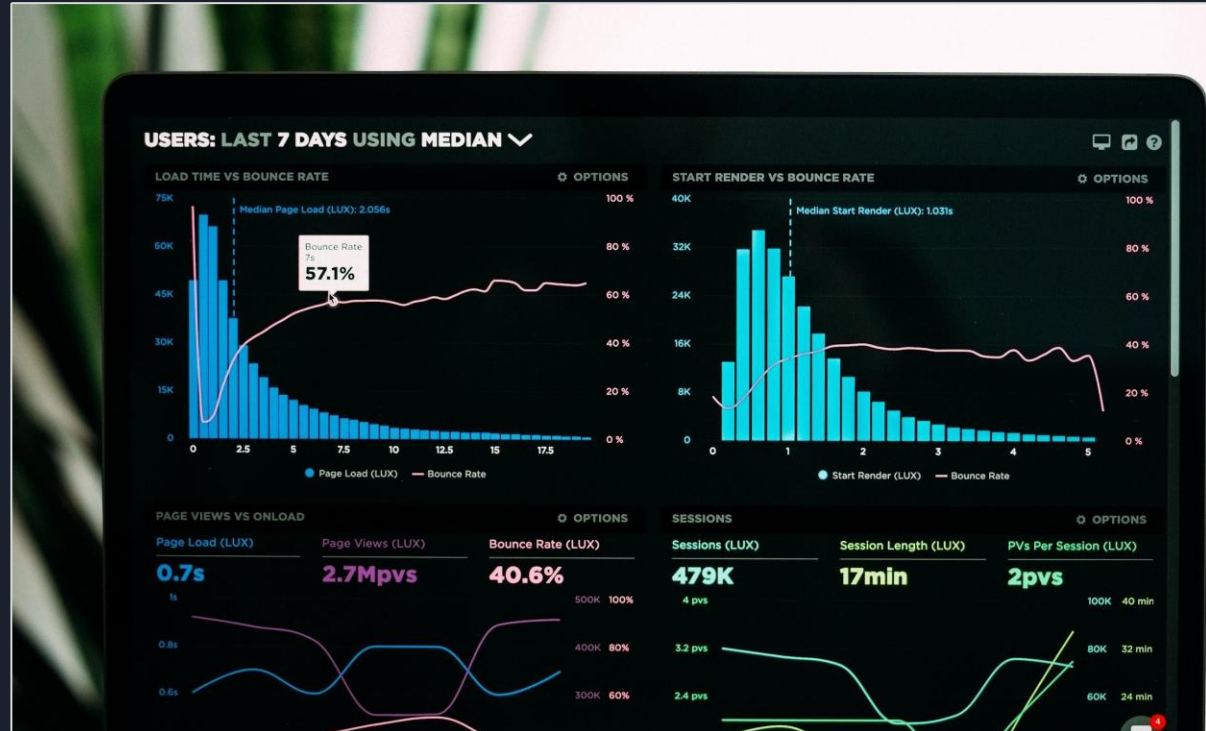 USERS: LAST 7 DAYS USING MEDIAN
LOAD TIME VS BOUNCE RATE
OPTIONS
75K
60K
45K
30K
15K
0
Median Page Load (LUX): 2.056s
Bounce Rate
7s
57.1%
100 %
80 %
60 %
40 %
20 %
0 %
0 2.5 5 7.5 10 12.5 15 17.5
Page Load (LUX) Bounce Rate
START RENDER VS BOUNCE RATE
OPTIONS
40K
32K
24K
16K
8K
0
Median Start Render (LUX): 1.031s
100 %
80 %
60 %
40 %
20 %
0 %
0 1 2 3 4 5
Start Render (LUX) Bounce Rate
PAGE VIEWS VS ONLOAD
OPTIONS
Page Load (LUX) Page Views (LUX) Bounce Rate (LUX)
0.7s 2.7Mpvs 40.6%
1s
0.8s
0.6s
500K 100%
400K 80%
300K 60%
SESSIONS
OPTIONS
Sessions (LUX) Session Length (LUX) PVs Per Session (LUX)
479K 17min 2pvs
4 pvs
3.2 pvs
2.4 pvs
100K 40 min
80K 32 min
60K 24 min
4